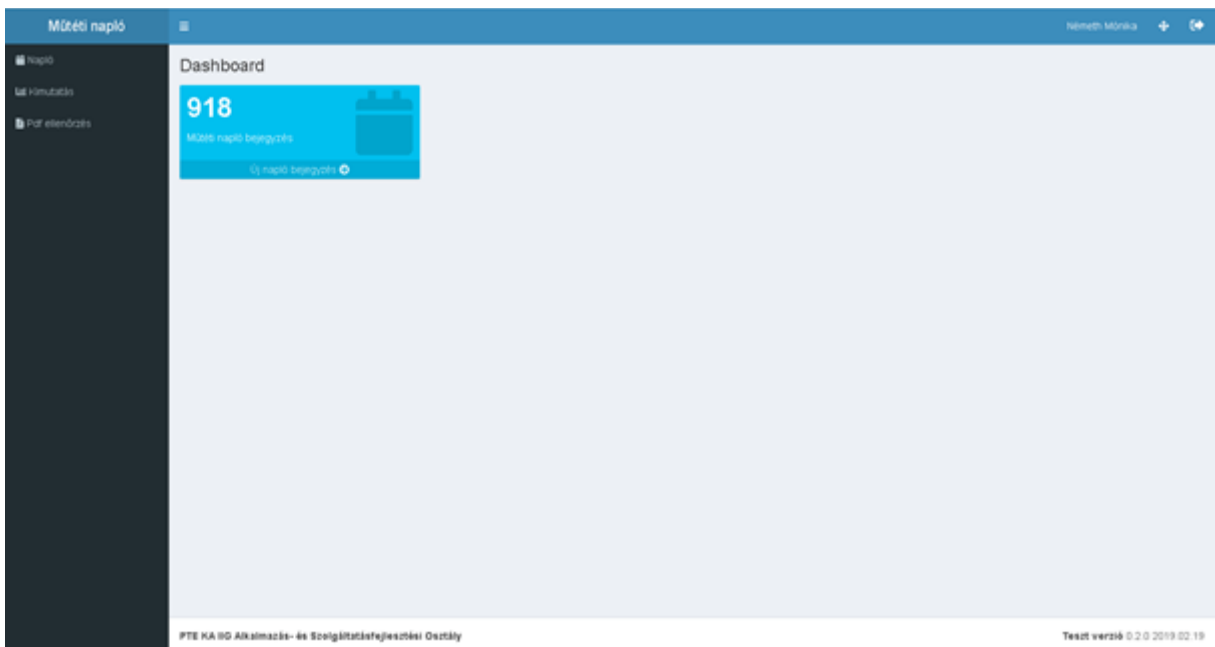 Műtéti napló
Németh Mónika
Napló
Kimutatás
Pdf ellenőrzés
Dashboard
918
Műtéti napló bejegyzés
Új napló bejegyzés
PTE KA IIG Alkalmazás- és Szolgáltatásfejlesztési Osztály
Teszt verzió 0.2.0 2019.02.19